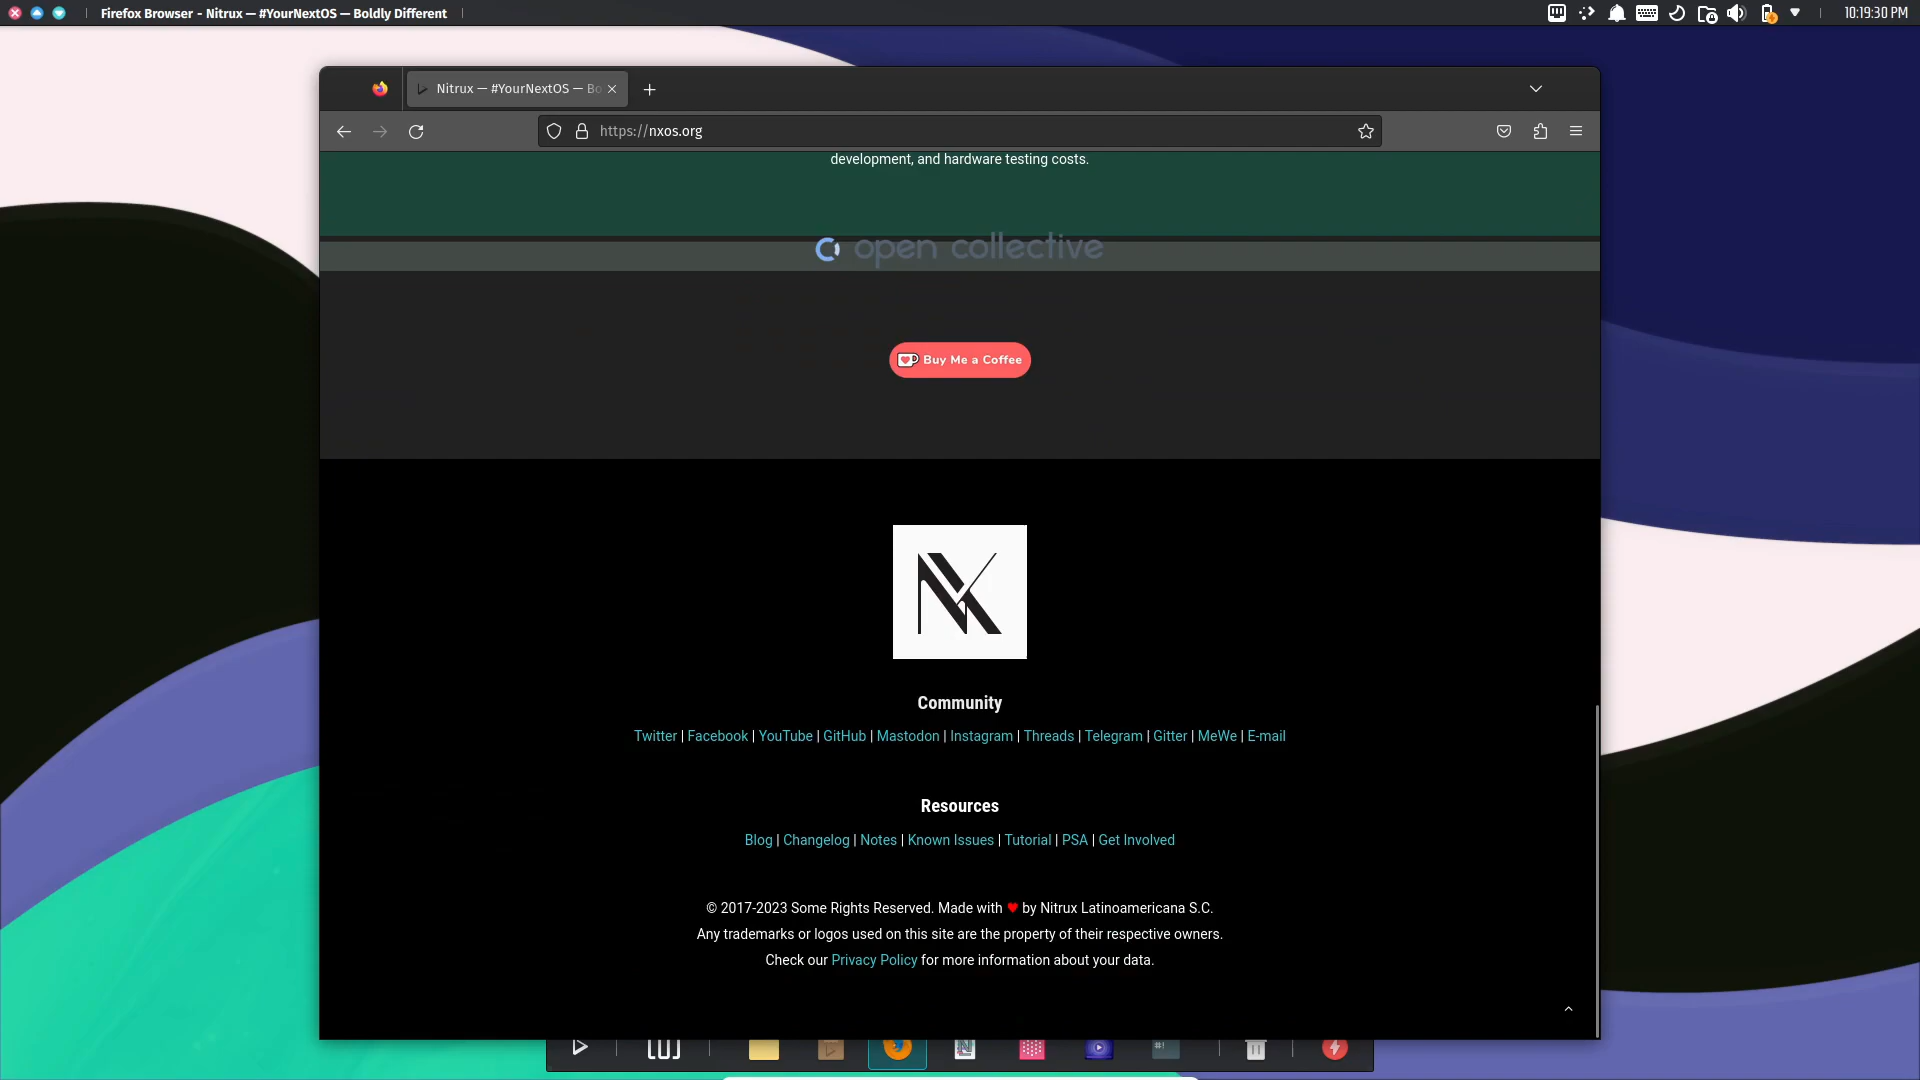 Firefox Browser - Nitrux — #YourNextOS — Boldly Different
10:19:30 PM
Nitrux — #YourNextOS — Bo
https://nxos.org
development, and hardware testing costs.
open collective
Buy Me a Coffee
Community
Twitter | Facebook | YouTube | GitHub | Mastodon | Instagram | Threads | Telegram | Gitter | MeWe | E-mail
Resources
Blog | Changelog | Notes | Known Issues | Tutorial | PSA | Get Involved
© 2017-2023 Some Rights Reserved. Made with ♥ by Nitrux Latinoamericana S.C.
Any trademarks or logos used on this site are the property of their respective owners.
Check our Privacy Policy for more information about your data.
#!